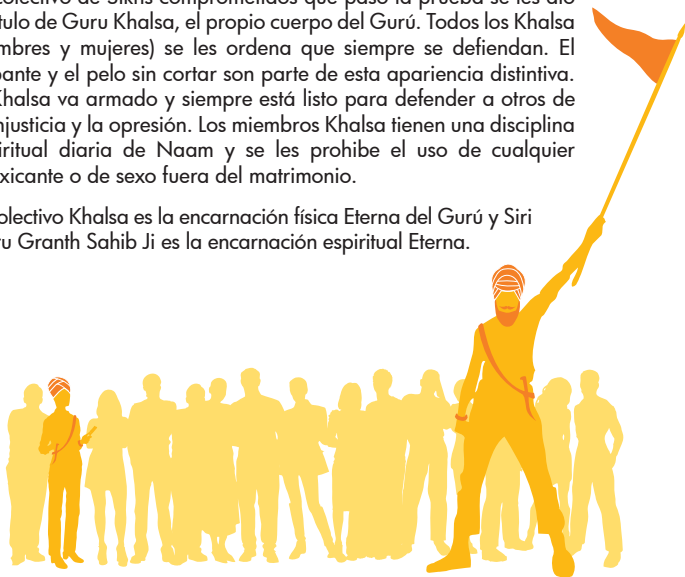 olectivo de Sikhs comprometidos que pasó la prueba se les dio
tulo de Guru Khalsa, el propio cuerpo del Gurú. Todos los Khalsa
mbres y mujeres) se les ordena que siempre se defiendan. El
pante y el pelo sin cortar son parte de esta apariencia distintiva.
Khalsa va armado y siempre está listo para defender a otros de
njusticia y la opresión. Los miembros Khalsa tienen una disciplina
iritual diaria de Naam y se les prohibe el uso de cualquier
xicante o de sexo fuera del matrimonio.
olectivo Khalsa es la encarnación física Eterna del Gurú y Siri
u Granth Sahib Ji es la encarnación espiritual Eterna.